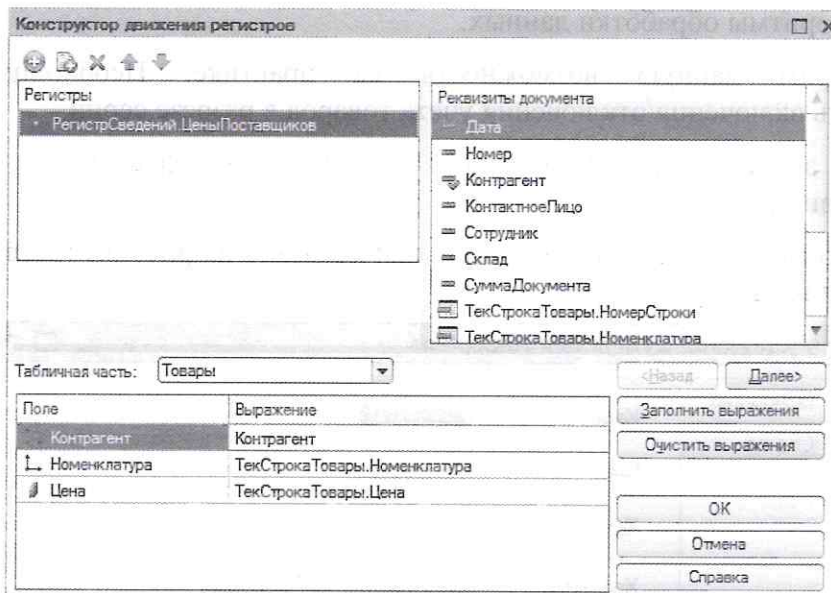 Конструктор движения регистров
Регистры
РегистрСведений.ЦеныПоставщиков
Реквизиты документа
Дата
Номер
Контрагент
КонтактноеЛицо
Сотрудник
Склад
СуммаДокумента
ТекСтрокаТовары.НомерСтроки
ТекСтрокаТовары.Номенклатура
Табличная часть: Товары
<Назад Далее>
Поле Выражение
Контрагент Контрагент
Номенклатура ТекСтрокаТовары.Номенклатура
Цена ТекСтрокаТовары.Цена
Заполнить выражения
Очистить выражения
ОК
Отмена
Справка